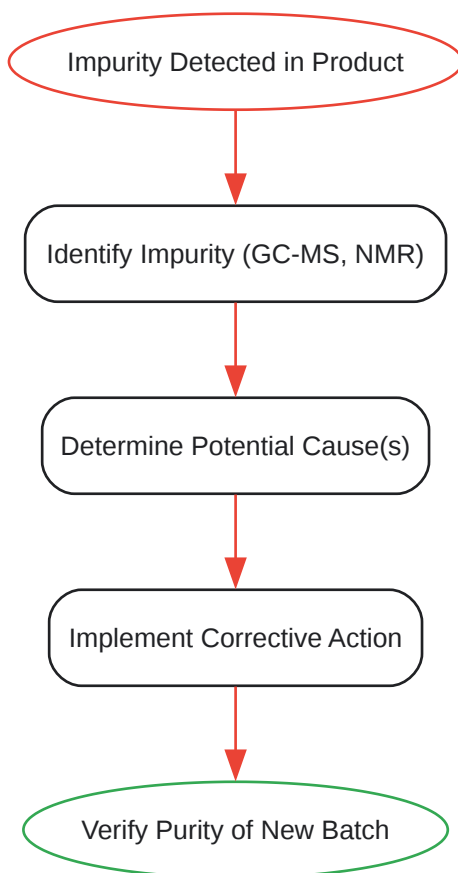 Impurity Detected in Product
Identify Impurity (GC-MS, NMR)
Determine Potential Cause(s)
Implement Corrective Action
Verify Purity of New Batch